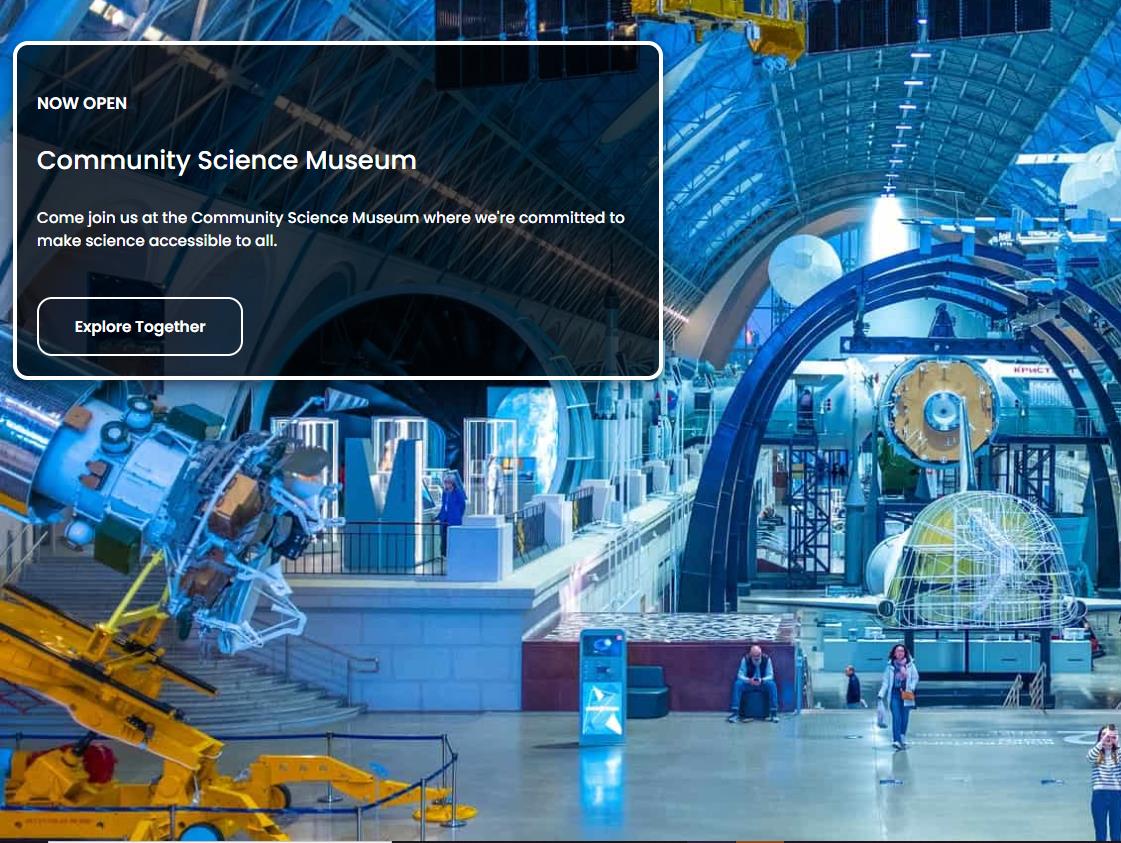 NOW OPEN
Community Science Museum
Come join us at the Community Science Museum where we're committed to
make science accessible to all.
Explore Together
КРИСТ